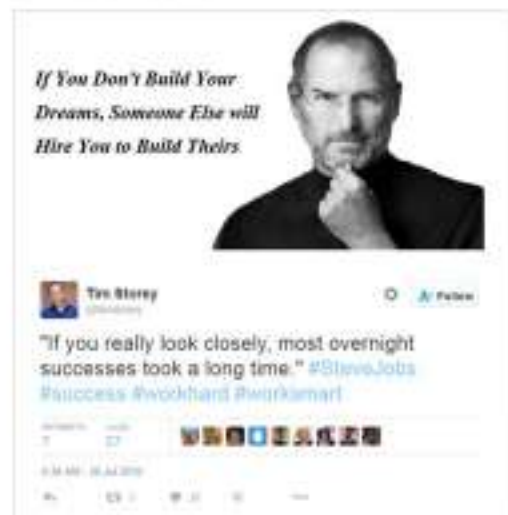 If You Don't Build Your
Dreams, Someone Else will
Hire You to Build Theirs
Tim Storey
Follow
"If you really look closely, most overnight
successes took a long time." #SteveJobs
#success #workhard #worksmart